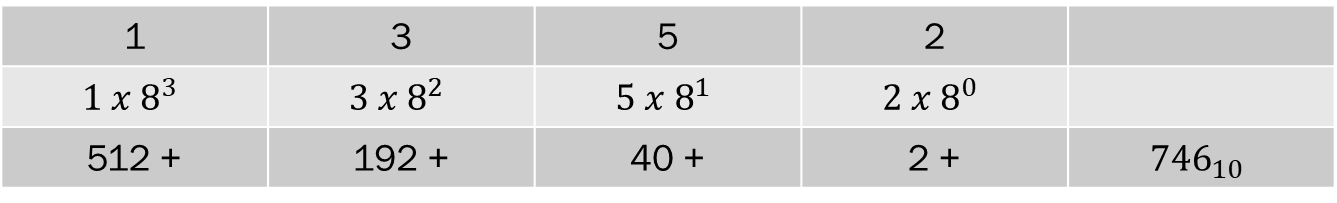 1 3 5 2
1 x 8³ 3 x 8² 5 x 8¹ 2 x 8⁰
512 + 192 + 40 + 2 + 746₁₀